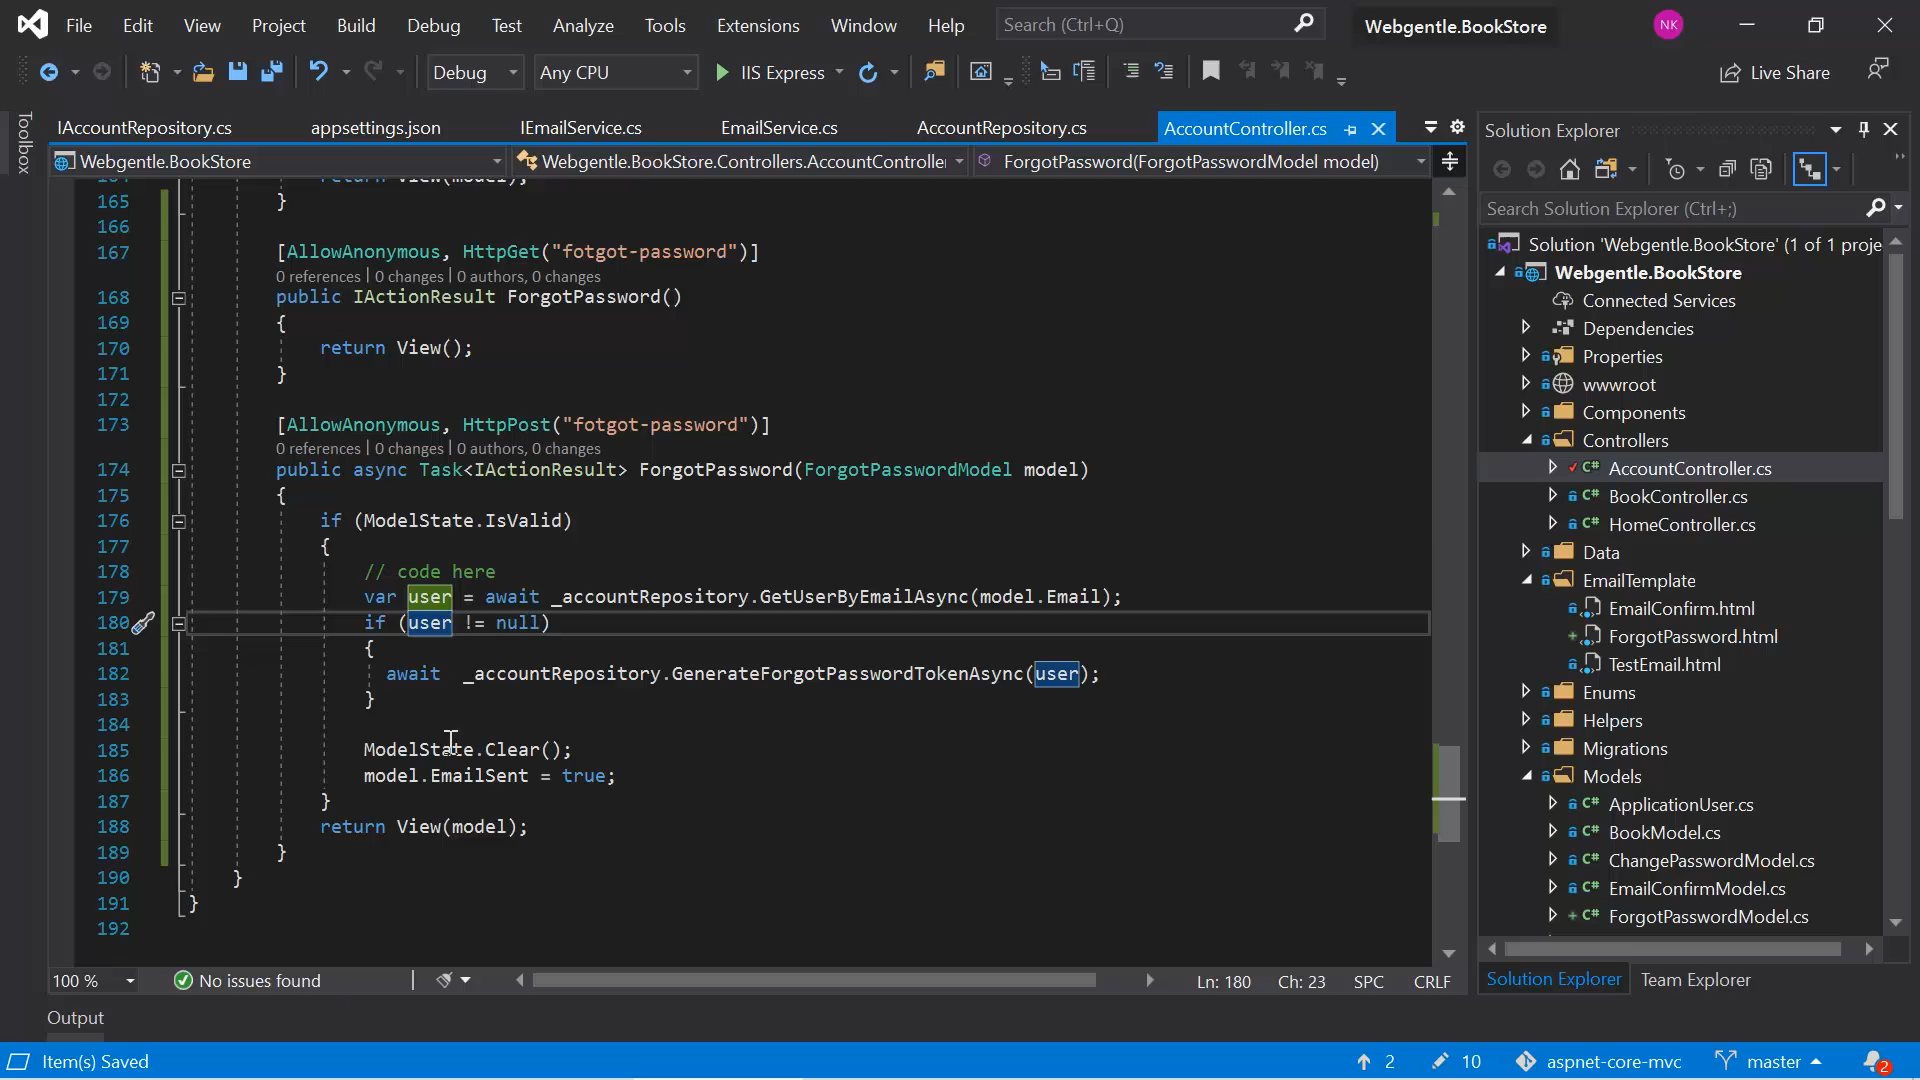 File Edit View Project Build Debug Test Analyze Tools Extensions Window Help Search (Ctrl+Q) Webgentle.BookStore NK
Debug Any CPU IIS Express Live Share
Toolbox
IAccountRepository.cs appsettings.json IEmailService.cs EmailService.cs AccountRepository.cs AccountController.cs
Webgentle.BookStore Webgentle.BookStore.Controllers.AccountController ForgotPassword(ForgotPasswordModel model)
return View(model);
165 }
166
167 [AllowAnonymous, HttpGet("fotgot-password")]
0 references | 0 changes | 0 authors, 0 changes
168 public IActionResult ForgotPassword()
169 {
170 return View();
171 }
172
173 [AllowAnonymous, HttpPost("fotgot-password")]
0 references | 0 changes | 0 authors, 0 changes
174 public async Task<IActionResult> ForgotPassword(ForgotPasswordModel model)
175 {
176 if (ModelState.IsValid)
177 {
178 // code here
179 var user = await _accountRepository.GetUserByEmailAsync(model.Email);
180 if (user != null)
181 {
182 await _accountRepository.GenerateForgotPasswordTokenAsync(user);
183 }
184
185 ModelState.Clear();
186 model.EmailSent = true;
187 }
188 return View(model);
189 }
190 }
191 }
192
100 % No issues found Ln: 180 Ch: 23 SPC CRLF
Output
Solution Explorer
Search Solution Explorer (Ctrl+;)
Solution 'Webgentle.BookStore' (1 of 1 proje
Webgentle.BookStore
Connected Services
Dependencies
Properties
wwwroot
Components
Controllers
AccountController.cs
BookController.cs
HomeController.cs
Data
EmailTemplate
EmailConfirm.html
ForgotPassword.html
TestEmail.html
Enums
Helpers
Migrations
Models
ApplicationUser.cs
BookModel.cs
ChangePasswordModel.cs
EmailConfirmModel.cs
ForgotPasswordModel.cs
Solution Explorer Team Explorer
Item(s) Saved 2 10 aspnet-core-mvc master 2